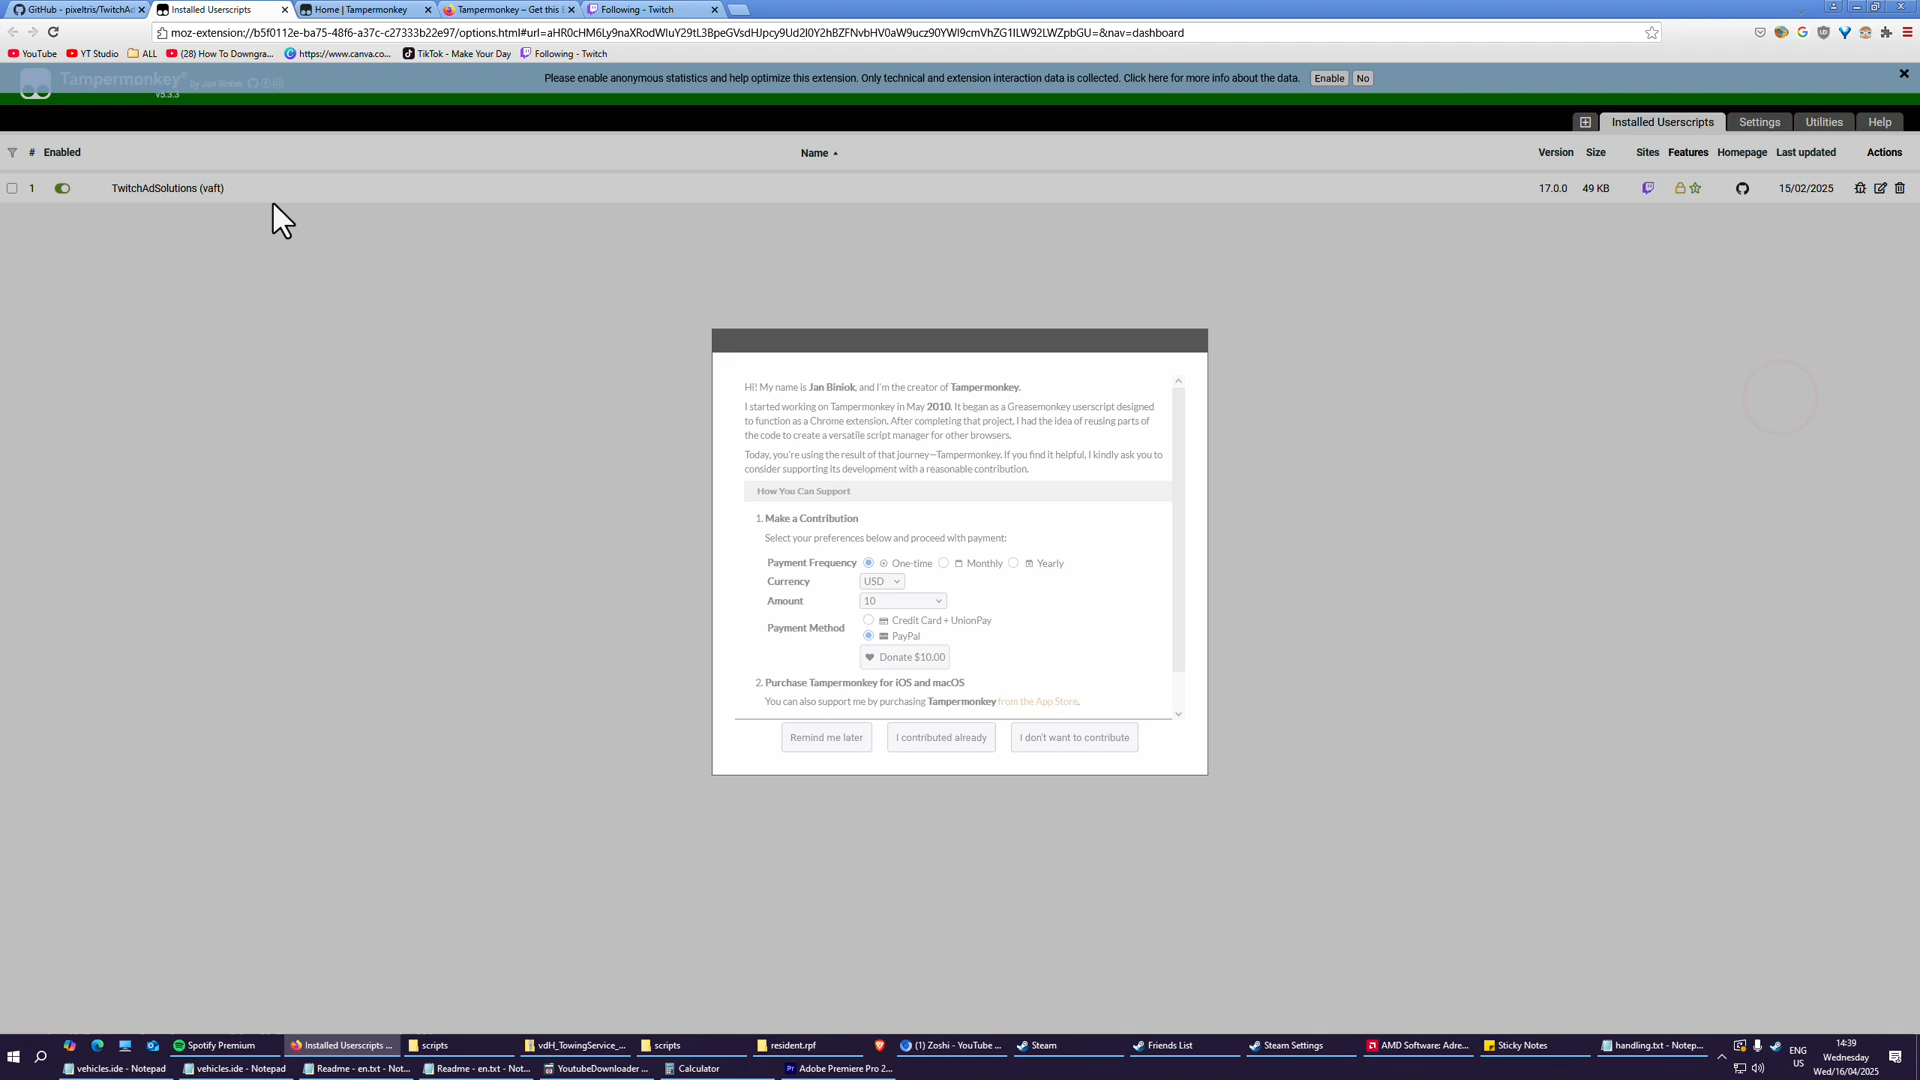 GitHub - pixeltris/TwitchAd
Installed Userscripts
Home | Tampermonkey
Tampermonkey – Get this E
Following - Twitch
moz-extension://b5f0112e-ba75-48f6-a37c-c27333b22e97/options.html#url=aHR0cHM6Ly9naXRodWIuY29tL3BpeGVsdHJpcy9Ud2l0Y2hBZFNvbHV0aW9ucz90YWI9cmVhZG1lLW92LWZpbGU=&nav=dashboard
YouTube
YT Studio
ALL
(28) How To Downgra...
https://www.canva.co...
TikTok - Make Your Day
Following - Twitch
Tampermonkey® by Jan Biniok
v5.3.3
Please enable anonymous statistics and help optimize this extension. Only technical and extension interaction data is collected. Click here for more info about the data.
Enable
No
Installed Userscripts
Settings
Utilities
Help
# Enabled
Name
Version
Size
Sites
Features
Homepage
Last updated
Actions
1
TwitchAdSolutions (vaft)
17.0.0
49 KB
15/02/2025
Hi! My name is Jan Biniok, and I'm the creator of Tampermonkey.
I started working on Tampermonkey in May 2010. It began as a Greasemonkey userscript designed
to function as a Chrome extension. After completing that project, I had the idea of reusing parts of
the code to create a versatile script manager for other browsers.
Today, you're using the result of that journey—Tampermonkey. If you find it helpful, I kindly ask you to
consider supporting its development with a reasonable contribution.
How You Can Support
1. Make a Contribution
Select your preferences below and proceed with payment:
Payment Frequency
One-time
Monthly
Yearly
Currency
USD
Amount
10
Payment Method
Credit Card + UnionPay
PayPal
Donate $10.00
2. Purchase Tampermonkey for iOS and macOS
You can also support me by purchasing Tampermonkey from the App Store.
Remind me later
I contributed already
I don't want to contribute
Spotify Premium
Installed Userscripts ...
scripts
vdH_TowingService_...
scripts
resident.rpf
(1) Zoshi - YouTube ...
Steam
Friends List
Steam Settings
AMD Software: Adre...
Sticky Notes
handling.txt - Notep...
ENG
US
14:39
Wednesday
Wed/16/04/2025
vehicles.ide - Notepad
vehicles.ide - Notepad
Readme - en.txt - Not...
Readme - en.txt - Not...
YoutubeDownloader ...
Calculator
Adobe Premiere Pro 2...